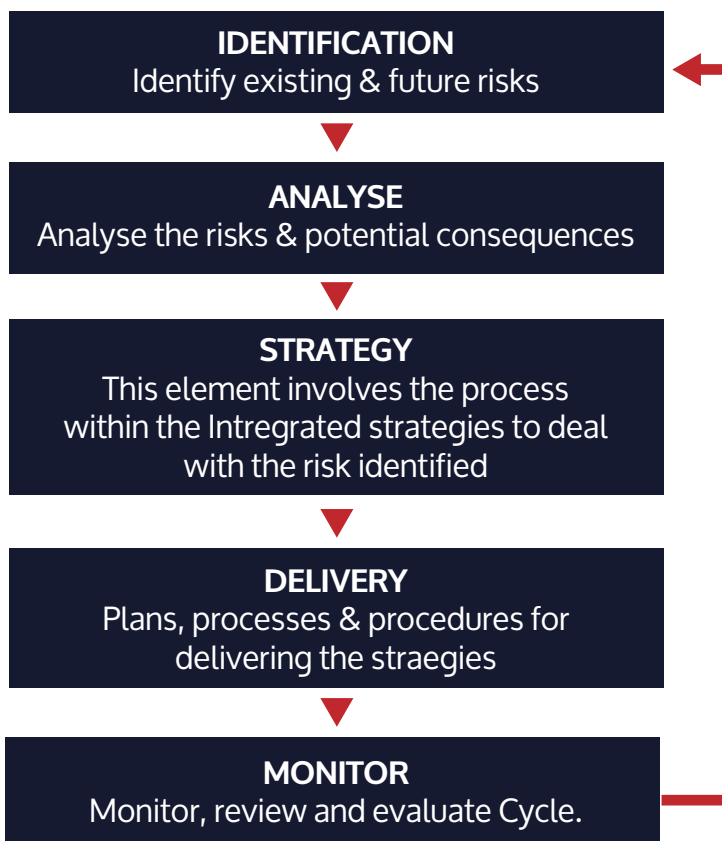 IDENTIFICATION
Identify existing & future risks
ANALYSE
Analyse the risks & potential consequences
STRATEGY
This element involves the process
within the Intregrated strategies to deal
with the risk identified
DELIVERY
Plans, processes & procedures for
delivering the straegies
MONITOR
Monitor, review and evaluate Cycle.